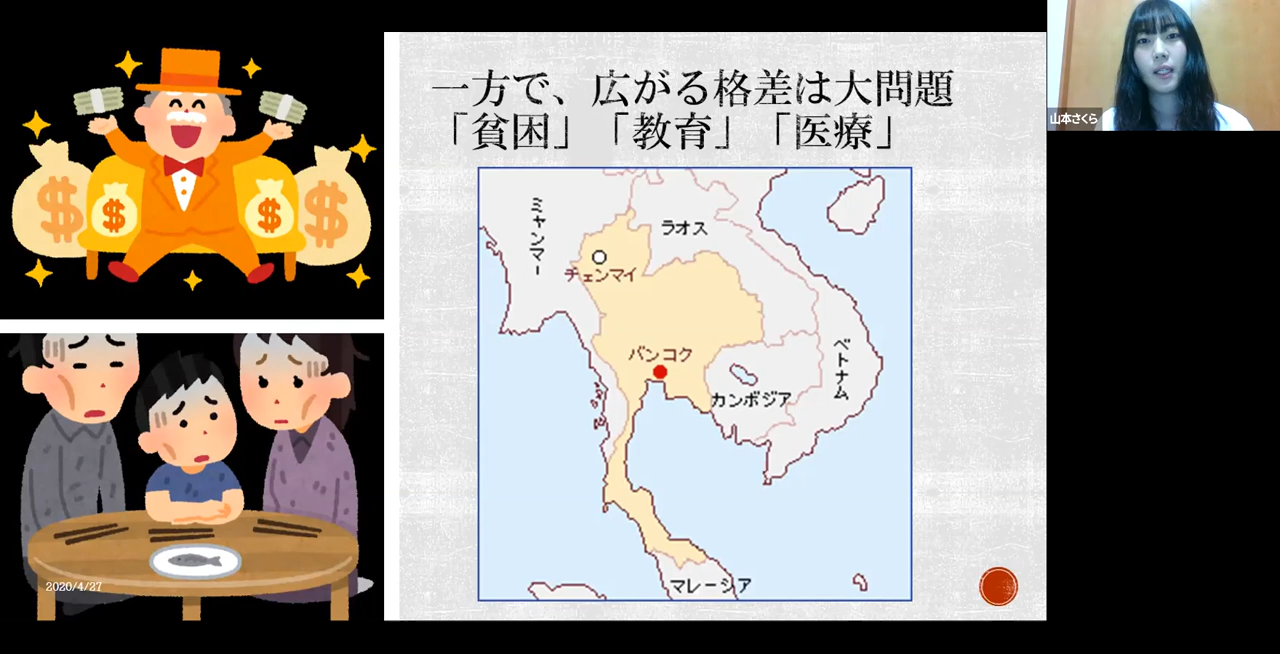 一方で、広がる格差は大問題
「貧困」「教育」「医療」
ミャンマー
ラオス
チェンマイ
バンコク
ベトナム
カンボジア
マレーシア
$
$
$
$
2020/4/27
山本さくら